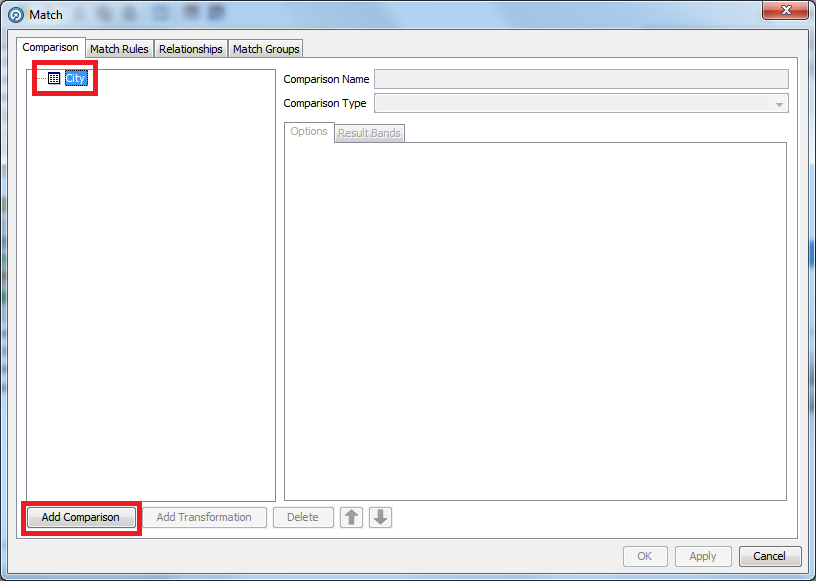 Match
Comparison Match Rules Relationships Match Groups
City
Comparison Name
Comparison Type
Options Result Bands
Add Comparison Add Transformation Delete
OK Apply Cancel